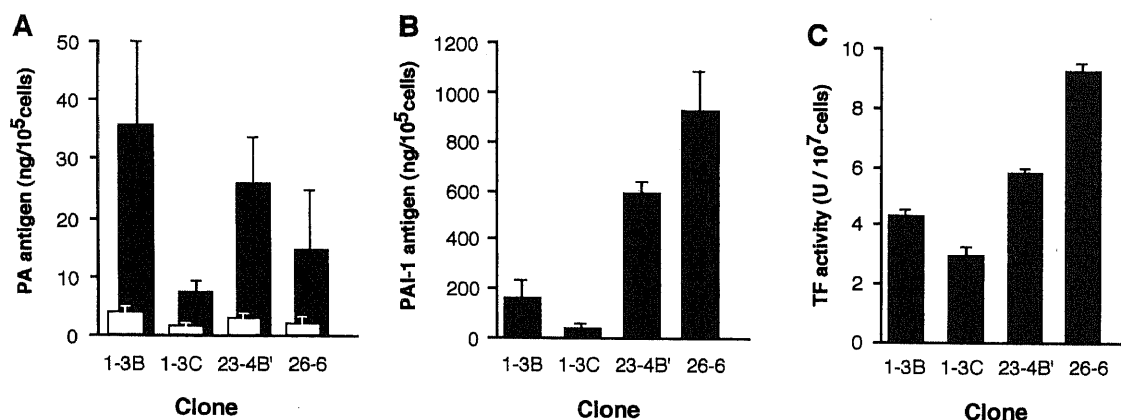 A
PA antigen (ng/10⁵cells)
50
40
30
20
10
0
1-3B 1-3C 23-4B' 26-6
Clone
B
PAI-1 antigen (ng/10⁵cells)
1200
1000
800
600
400
200
0
1-3B 1-3C 23-4B' 26-6
Clone
C
TF activity (U / 10⁷cells)
10
8
6
4
2
0
1-3B 1-3C 23-4B' 26-6
Clone